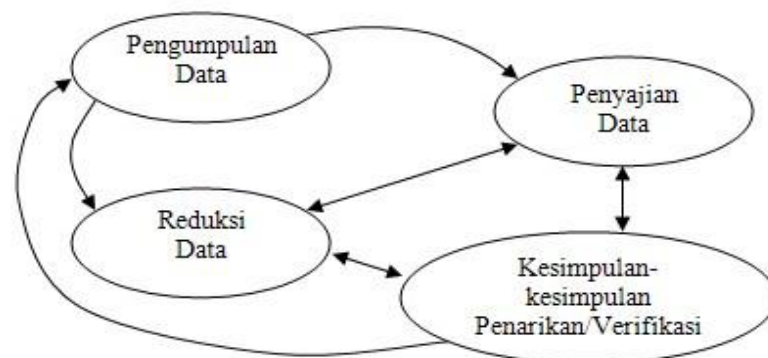 Pengumpulan
Data
Penyajian
Data
Reduksi
Data
Kesimpulan-
kesimpulan
Penarikan/Verifikasi